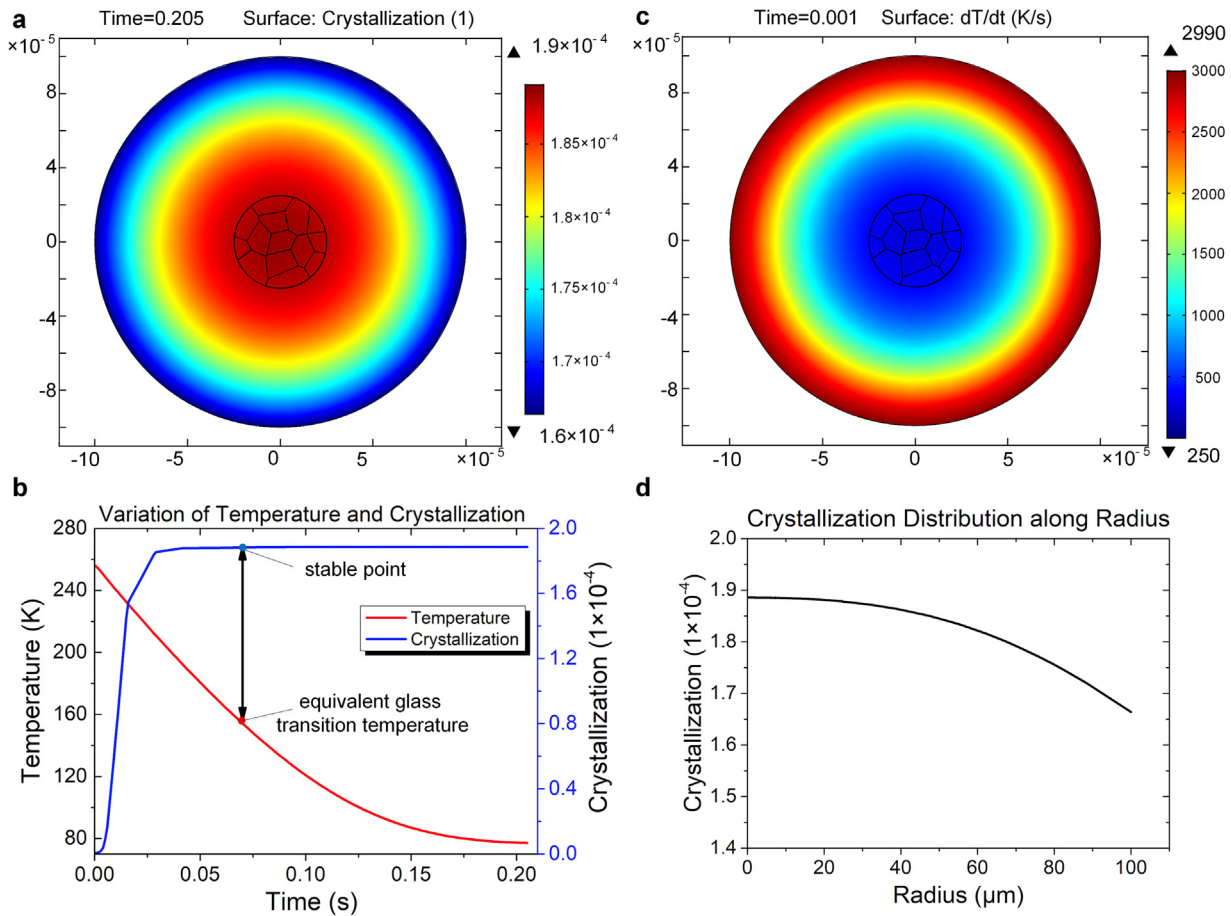 a Time=0.205 Surface: Crystallization (1)
×10⁻⁵
1.9×10⁻⁴
8
4
0
-4
-8
-10 -5 0 5 ×10⁻⁵
1.85×10⁻⁴
1.8×10⁻⁴
1.75×10⁻⁴
1.7×10⁻⁴
1.6×10⁻⁴
c Time=0.001 Surface: dT/dt (K/s)
×10⁻⁵
2990
8
4
0
-4
-8
-10 -5 0 5 ×10⁻⁵
3000
2500
2000
1500
1000
500
250
b
Variation of Temperature and Crystallization
280
240
200
160
120
80
Temperature (K)
2.0
1.6
1.2
0.8
0.4
0.0
Crystallization (1×10⁻⁴)
stable point
Temperature
Crystallization
equivalent glass
transition temperature
0.00 0.05 0.10 0.15 0.20
Time (s)
d
Crystallization Distribution along Radius
2.0
1.9
1.8
1.7
1.6
1.5
1.4
Crystallization (1×10⁻⁴)
0 20 40 60 80 100
Radius (μm)